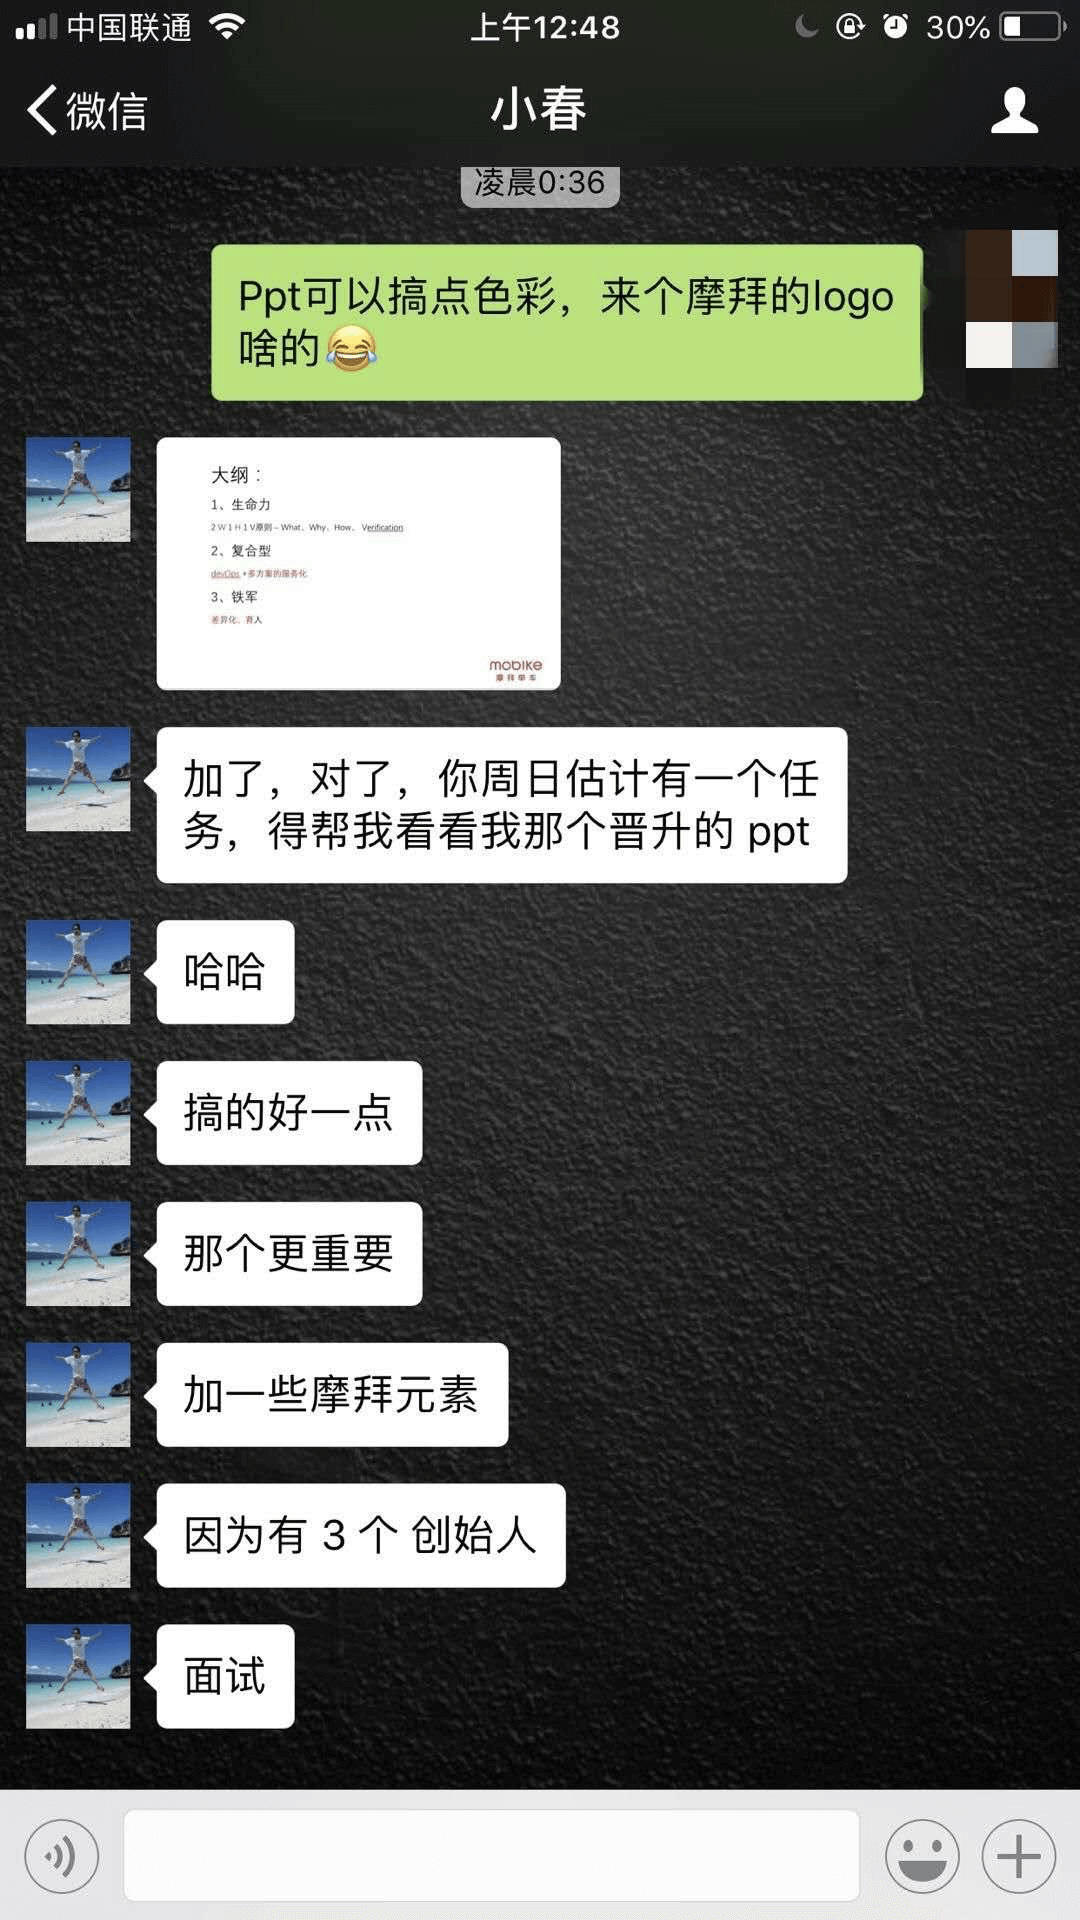 中国联通
上午12:48
30%
微信
小春
凌晨0:36
Ppt可以搞点色彩，来个摩拜的logo
啥的😂
大纲：
1、生命力
2 W 1 H 1 V原则 – What、Why、How、 Verification
2、复合型
devOps +多方案的服务化
3、铁军
差异化、育人
mobike
摩拜单车
加了，对了，你周日估计有一个任
务，得帮我看看我那个晋升的 ppt
哈哈
搞的好一点
那个更重要
加一些摩拜元素
因为有 3 个 创始人
面试